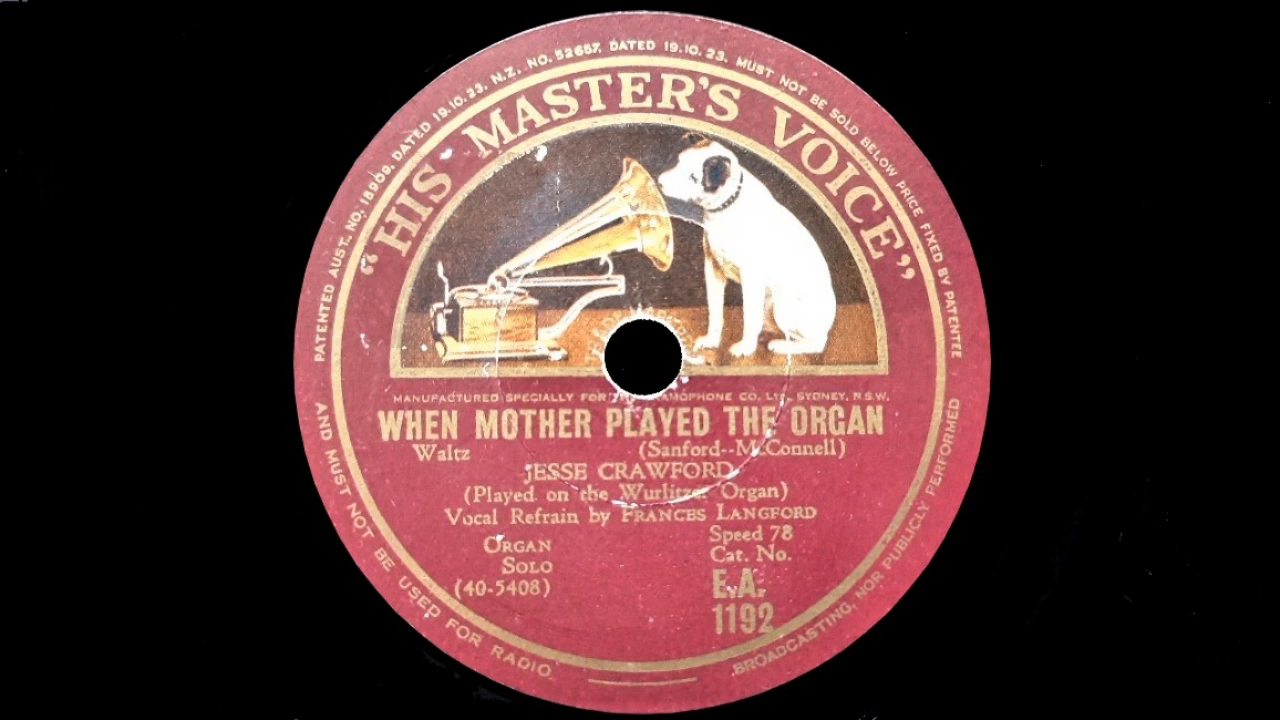 PATENTED AUST. NO. 18969. DATED 19.10.23. N.Z. NO. 52657. DATED 19.10.23. MUST NOT BE SOLD BELOW PRICE FIXED BY PATENTEE
"HIS MASTER'S VOICE"
MANUFACTURED SPECIALLY FOR THE GRAMOPHONE CO. LTD., SYDNEY, N.S.W.
WHEN MOTHER PLAYED THE ORGAN
Waltz (Sanford--McConnell)
JESSE CRAWFORD
(Played on the Wurlitzer Organ)
Vocal Refrain by FRANCES LANGFORD
ORGAN
SOLO
(40-5408)
Speed 78
Cat. No.
E.A.
1192
AND MUST NOT BE USED FOR RADIO BROADCASTING, NOR PUBLICLY PERFORMED